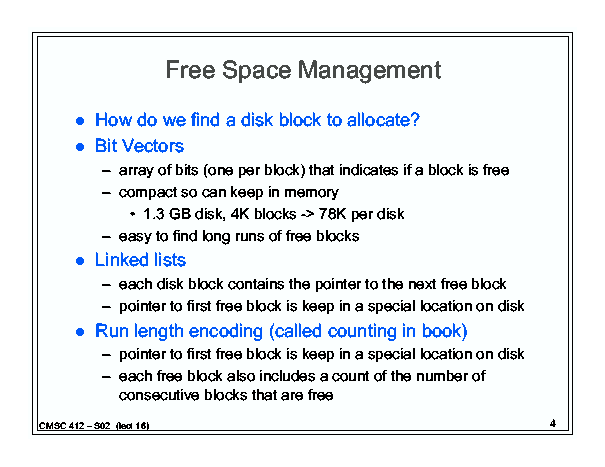 Free Space Management
● How do we find a disk block to allocate?
● Bit Vectors
– array of bits (one per block) that indicates if a block is free
– compact so can keep in memory
• 1.3 GB disk, 4K blocks -> 78K per disk
– easy to find long runs of free blocks
● Linked lists
– each disk block contains the pointer to the next free block
– pointer to first free block is keep in a special location on disk
● Run length encoding (called counting in book)
– pointer to first free block is keep in a special location on disk
– each free block also includes a count of the number of
consecutive blocks that are free
CMSC 412 – S02 (lect 16)
4